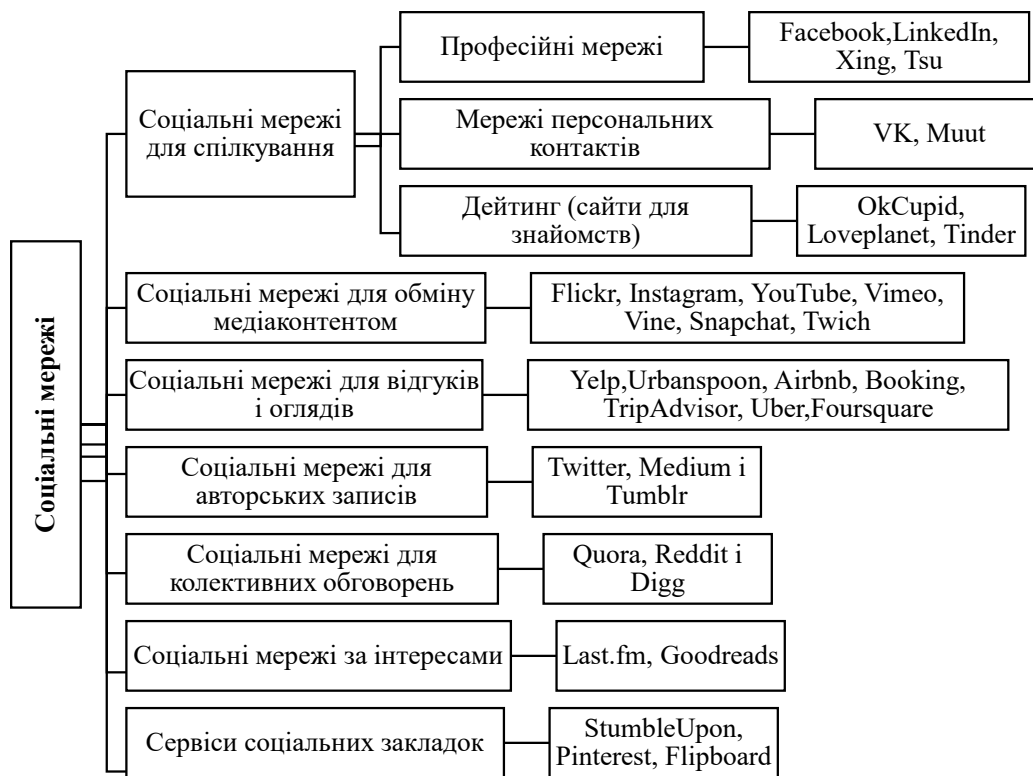 Соціальні мережі
Соціальні мережі
для спілкування
Професійні мережі
Facebook,LinkedIn,
Xing, Tsu
Мережі персональних
контактів
VK, Muut
Дейтинг (сайти для
знайомств)
OkCupid,
Loveplanet, Tinder
Соціальні мережі для обміну
медіаконтентом
Flickr, Instagram, YouTube, Vimeo,
Vine, Snapchat, Twich
Соціальні мережі для відгуків
і оглядів
Yelp,Urbanspoon, Airbnb, Booking,
TripAdvisor, Uber,Foursquare
Соціальні мережі для
авторських записів
Twitter, Medium і
Tumblr
Соціальні мережі для
колективних обговорень
Quora, Reddit і
Digg
Соціальні мережі за інтересами
Last.fm, Goodreads
Сервіси соціальних закладок
StumbleUpon,
Pinterest, Flipboard